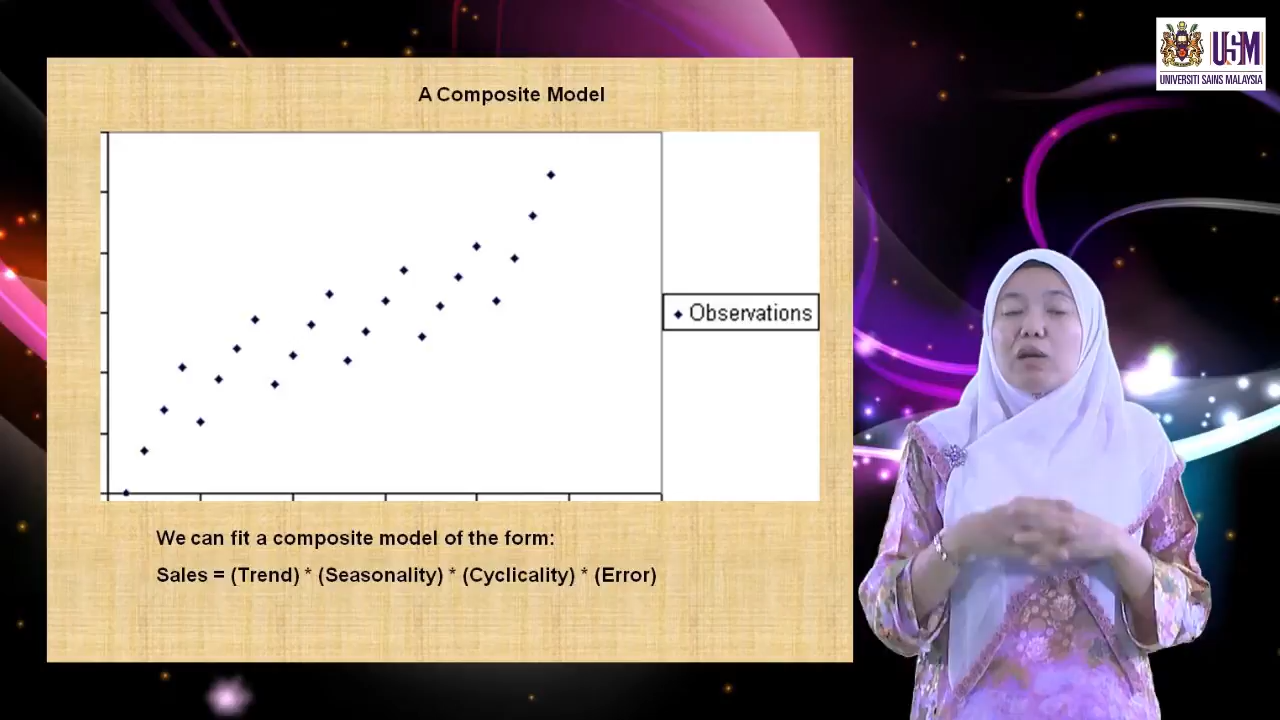 USM
UNIVERSITI SAINS MALAYSIA
A Composite Model
Observations
We can fit a composite model of the form:
Sales = (Trend) * (Seasonality) * (Cyclicality) * (Error)